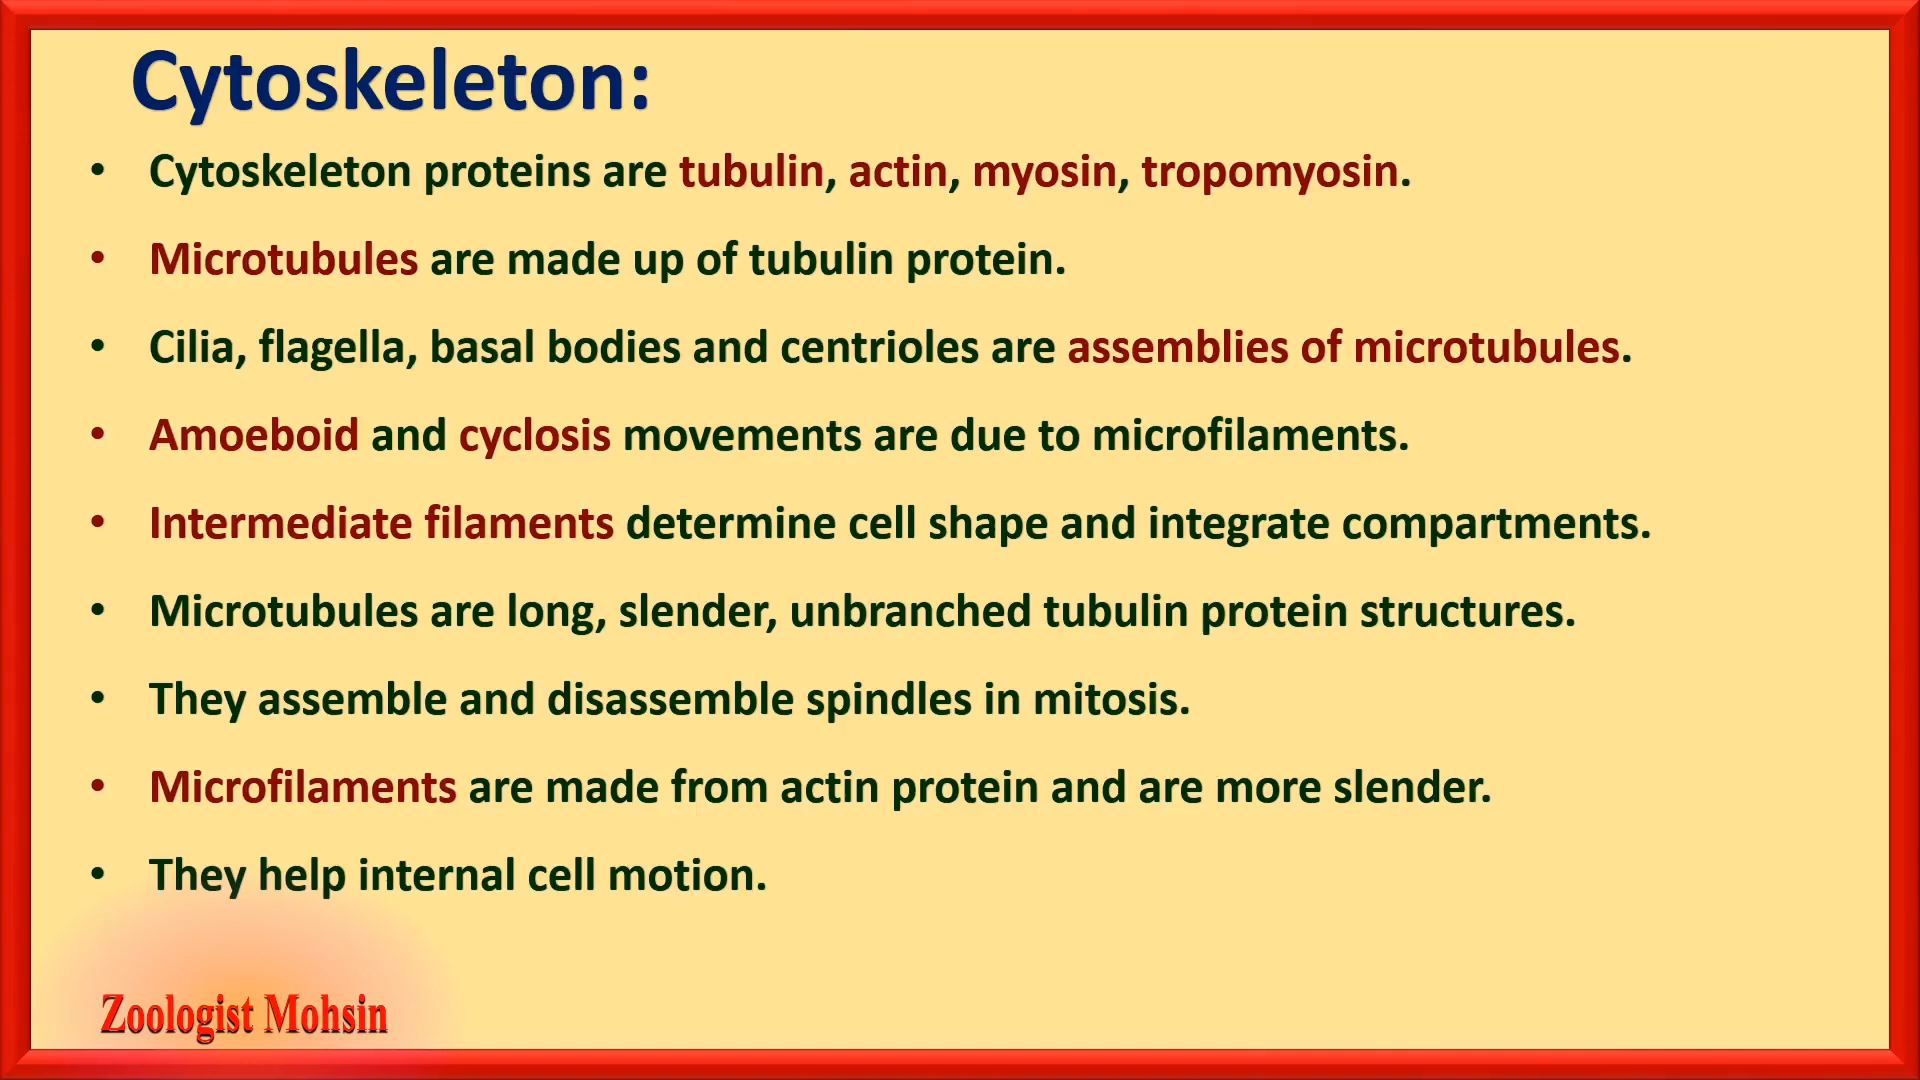 Cytoskeleton:
• Cytoskeleton proteins are tubulin, actin, myosin, tropomyosin.
• Microtubules are made up of tubulin protein.
• Cilia, flagella, basal bodies and centrioles are assemblies of microtubules.
• Amoeboid and cyclosis movements are due to microfilaments.
• Intermediate filaments determine cell shape and integrate compartments.
• Microtubules are long, slender, unbranched tubulin protein structures.
• They assemble and disassemble spindles in mitosis.
• Microfilaments are made from actin protein and are more slender.
• They help internal cell motion.
Zoologist Mohsin